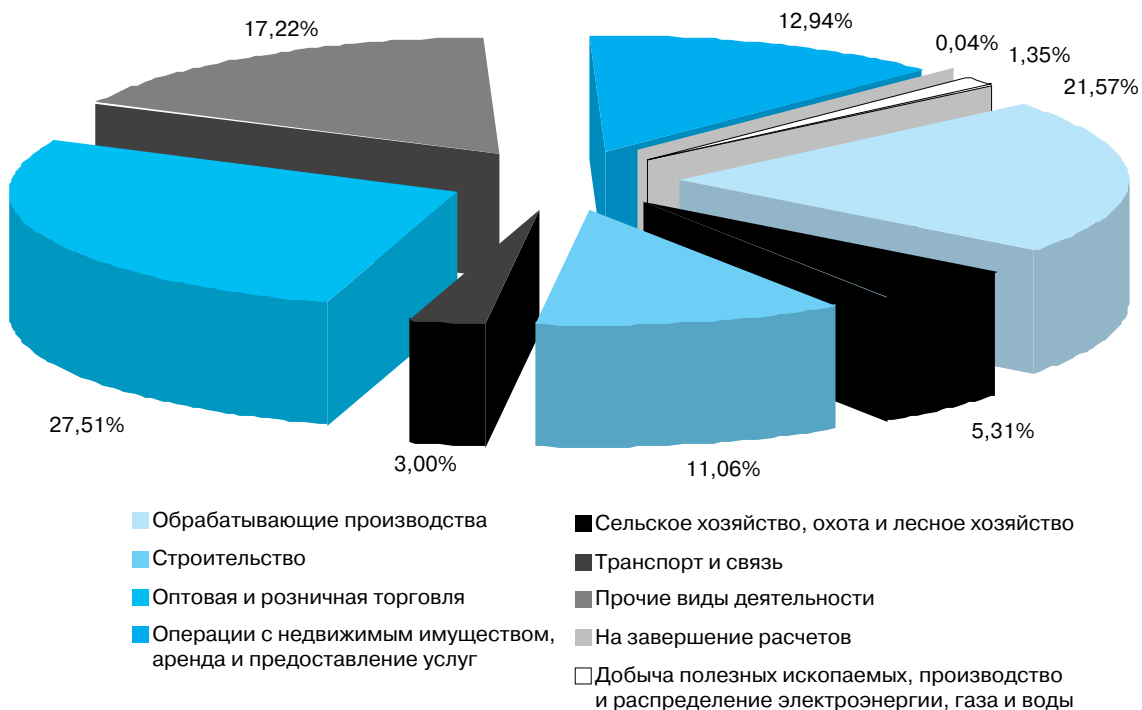 17,22%
12,94%
0,04%
1,35%
21,57%
27,51%
3,00%
11,06%
5,31%
Обрабатывающие производства
Строительство
Оптовая и розничная торговля
Операции с недвижимым имуществом,
аренда и предоставление услуг
Сельское хозяйство, охота и лесное хозяйство
Транспорт и связь
Прочие виды деятельности
На завершение расчетов
Добыча полезных ископаемых, производство
и распределение электроэнергии, газа и воды